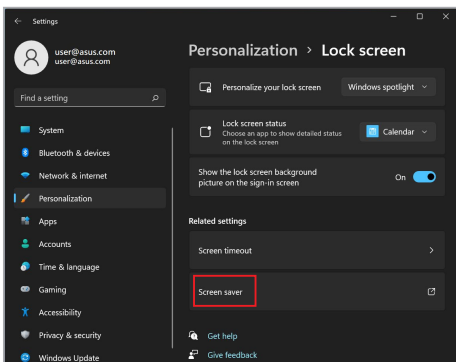 Settings
user@asus.com
user@asus.com
Find a setting
System
Bluetooth & devices
Network & internet
Personalization
Apps
Accounts
Time & language
Gaming
Accessibility
Privacy & security
Windows Update
Personalization > Lock screen
Personalize your lock screen
Windows spotlight
Lock screen status
Choose an app to show detailed status
on the lock screen
Calendar
Show the lock screen background
picture on the sign-in screen
On
Related settings
Screen timeout
Screen saver
Get help
Give feedback